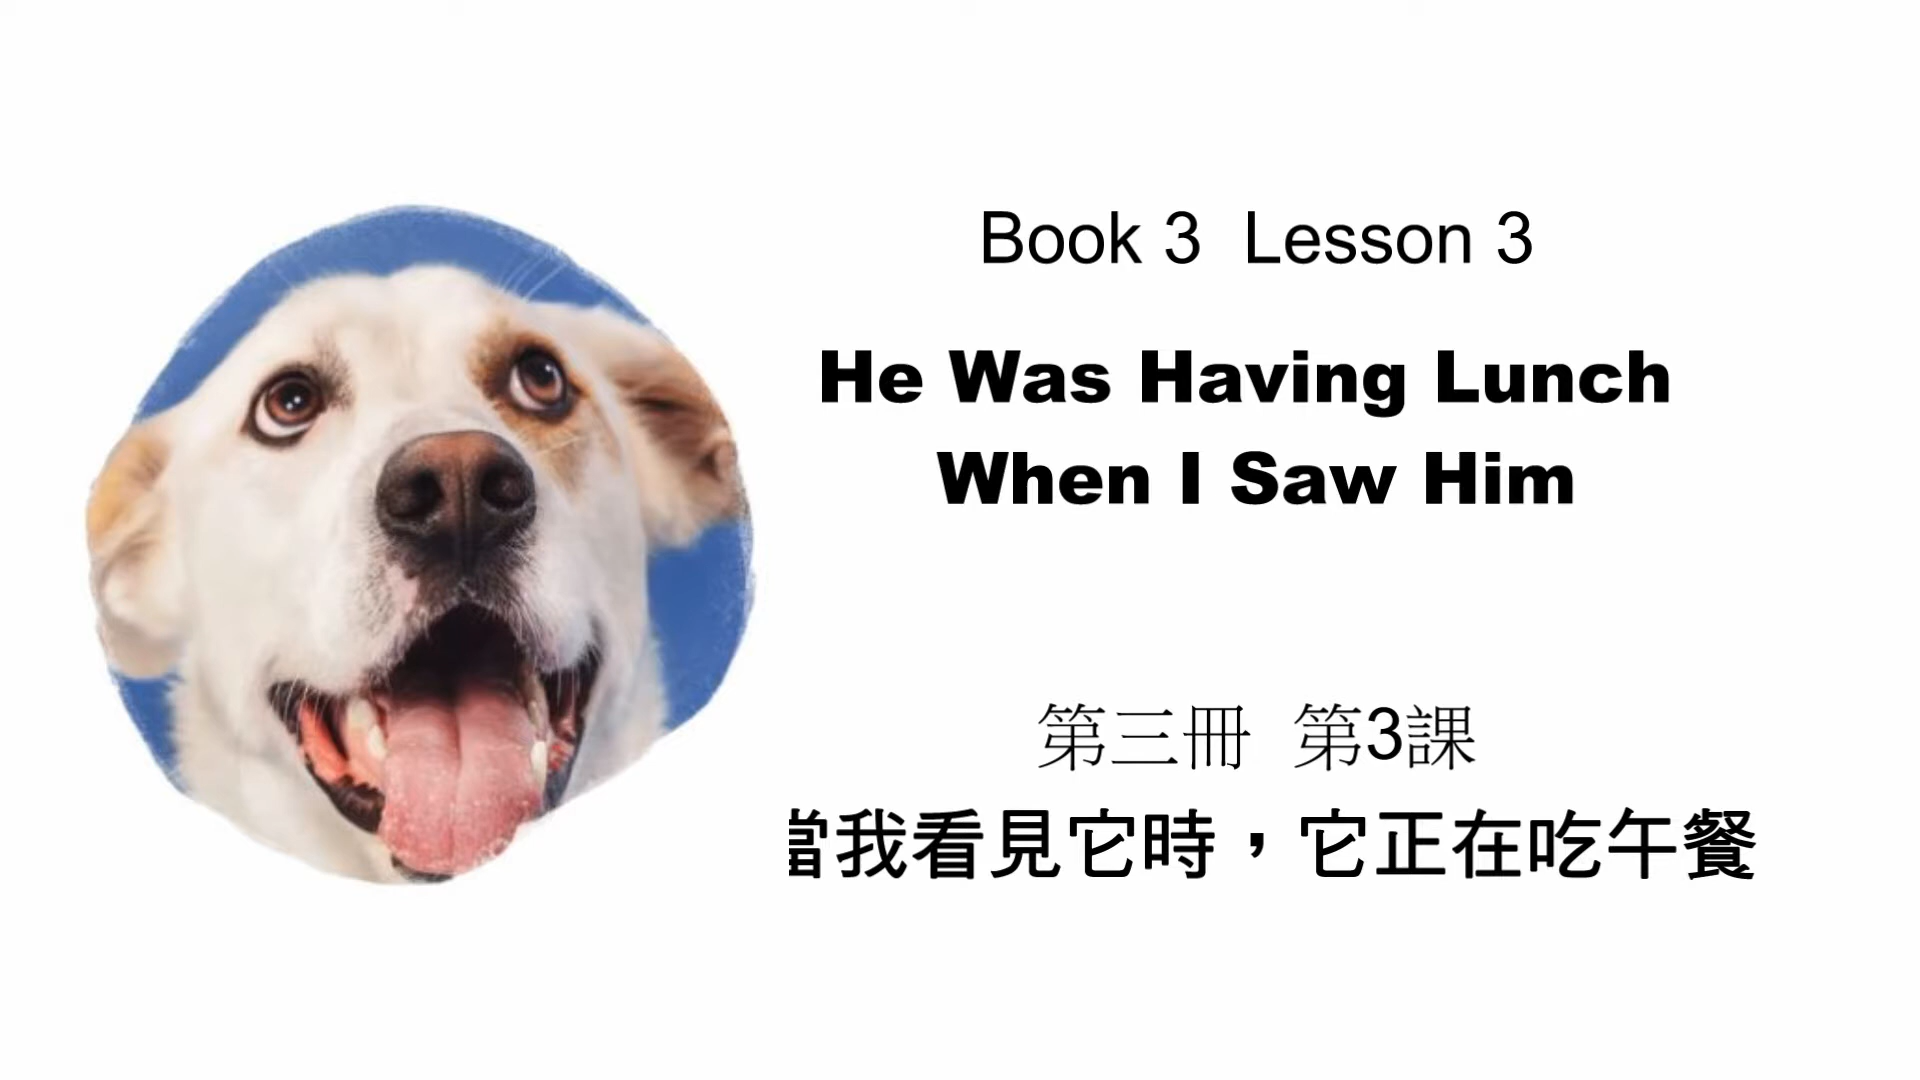 Book 3 Lesson 3
He Was Having Lunch
When I Saw Him
第三冊 第3課
當我看見它時，它正在吃午餐